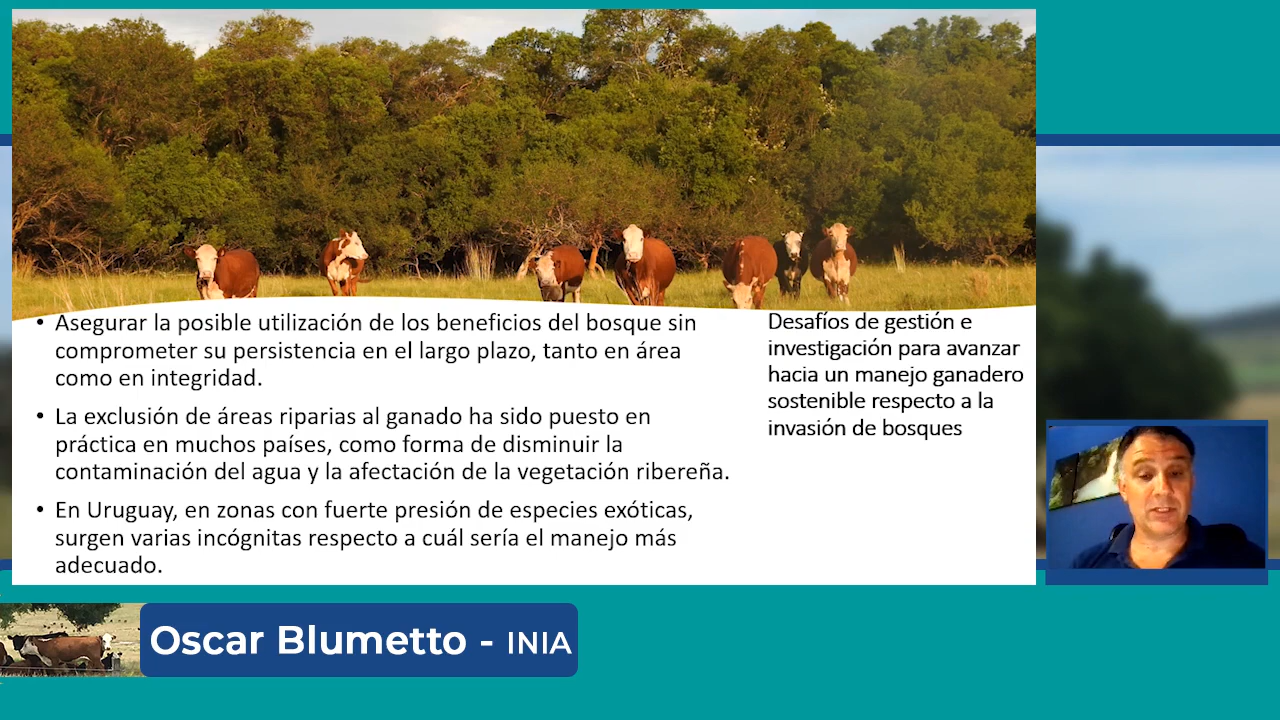 • Asegurar la posible utilización de los beneficios del bosque sin
comprometer su persistencia en el largo plazo, tanto en área
como en integridad.
• La exclusión de áreas riparias al ganado ha sido puesto en
práctica en muchos países, como forma de disminuir la
contaminación del agua y la afectación de la vegetación ribereña.
• En Uruguay, en zonas con fuerte presión de especies exóticas,
surgen varias incógnitas respecto a cuál sería el manejo más
adecuado.
Desafíos de gestión e
investigación para avanzar
hacia un manejo ganadero
sostenible respecto a la
invasión de bosques
Oscar Blumetto - INIA